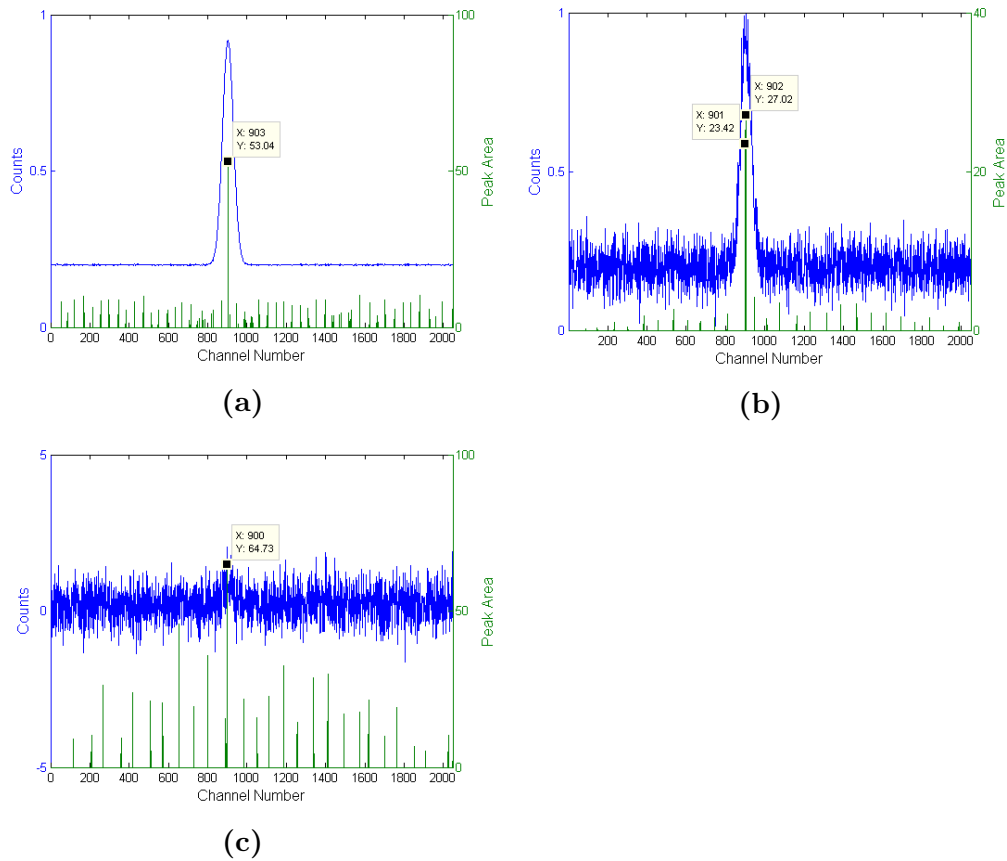 1
100
X: 903
Y: 53.04
0.5
50
Counts
Peak Area
0
0
0 200 400 600 800 1000 1200 1400 1600 1800 2000
Channel Number
(a)
1
40
X: 902
Y: 27.02
X: 901
Y: 23.42
0.5
20
Counts
Peak Area
0
0
200 400 600 800 1000 1200 1400 1600 1800 2000
Channel Number
(b)
5
100
X: 900
Y: 64.73
0
50
Counts
Peak Area
-5
0
0 200 400 600 800 1000 1200 1400 1600 1800 2000
Channel Number
(c)